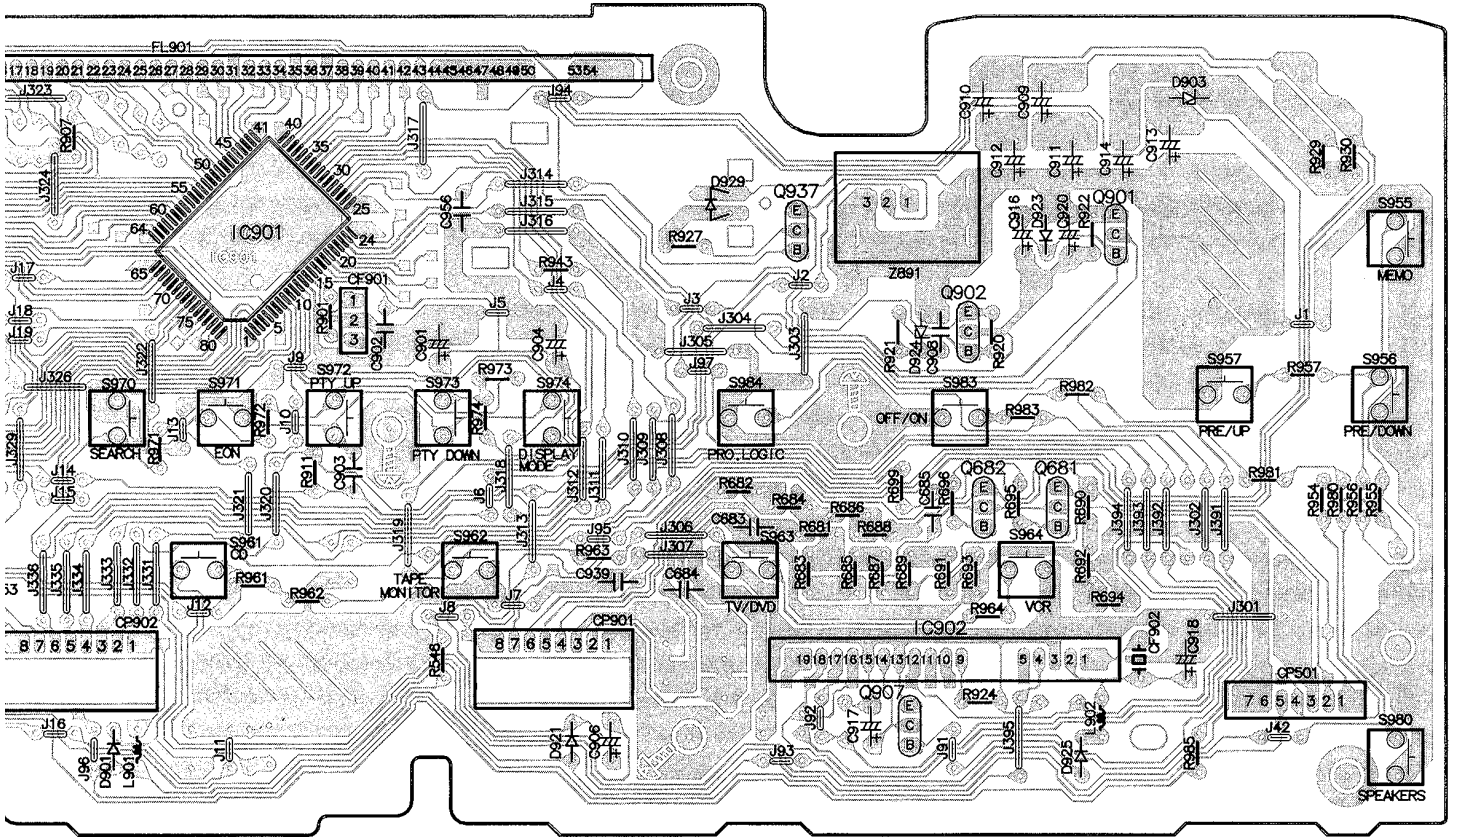 FL901
17 18 19 20 21 22 23 24 25 26 27 28 29 30 31 32 33 34 35 36 37 38 39 40 41 42 43 44 45 46 47 48 49 50 53 54
J323
J94
C910
C909
D903
R907
J317
41
40
45
35
50
30
55
25
60
24
64
20
65
15
70
10
75
5
80
1
IC901
IC901
J324
J314
J315
J316
C956
D929
Q937
E
C
B
R927
3 2 1
Z891
C912
C911
C914
C913
R929
R930
C916
D923
C920
R922
Q901
E
C
B
S955
MEMO
J17
J18
J19
CF901
1
2
3
R901
C902
R943
J4
J5
J2
J3
J304
J303
J305
J97
C901
C904
Q902
E
C
B
R921
D924
C908
R920
J1
J322
J9
J326
S970
SEARCH
S971
EON
S972
PTY UP
S973
PTY DOWN
R973
S974
DISPLAY
MODE
S984
PRO.LOGIC
S983
OFF/ON
R982
R983
S957
PRE/UP
R957
S956
PRE/DOWN
J329
R971
J13
R972
J10
R974
J310
J309
J308
J14
J15
J321
J320
R911
C903
J319
J6
J318
J312
J311
J313
R682
R684
R686
R688
R681
C683
R699
C685
R696
Q682
E
C
B
R695
Q681
E
C
B
R690
J394
J393
J392
J302
J391
R981
R954
R980
R956
R955
J336
J335
J334
J333
J332
J331
S961
CD
R961
R962
J12
S962
TAPE
MONITOR
J95
R963
J306
J307
C939
C684
S963
TV/DVD
R683
R685
R687
R689
R691
R693
S964
VCR
R692
R694
R964
J301
53
CP902
8 7 6 5 4 3 2 1
J8
J7
R546
CP901
8 7 6 5 4 3 2 1
IC902
19 18 17 16 15 14 13 12 11 10 9 5 4 3 2 1
CF902
C918
CP501
7 6 5 4 3 2 1
J16
J96
D901
L901
J11
D921
C906
J93
J92
C917
Q907
E
C
B
J91
R924
J395
L902
D925
R985
J42
S980
SPEAKERS